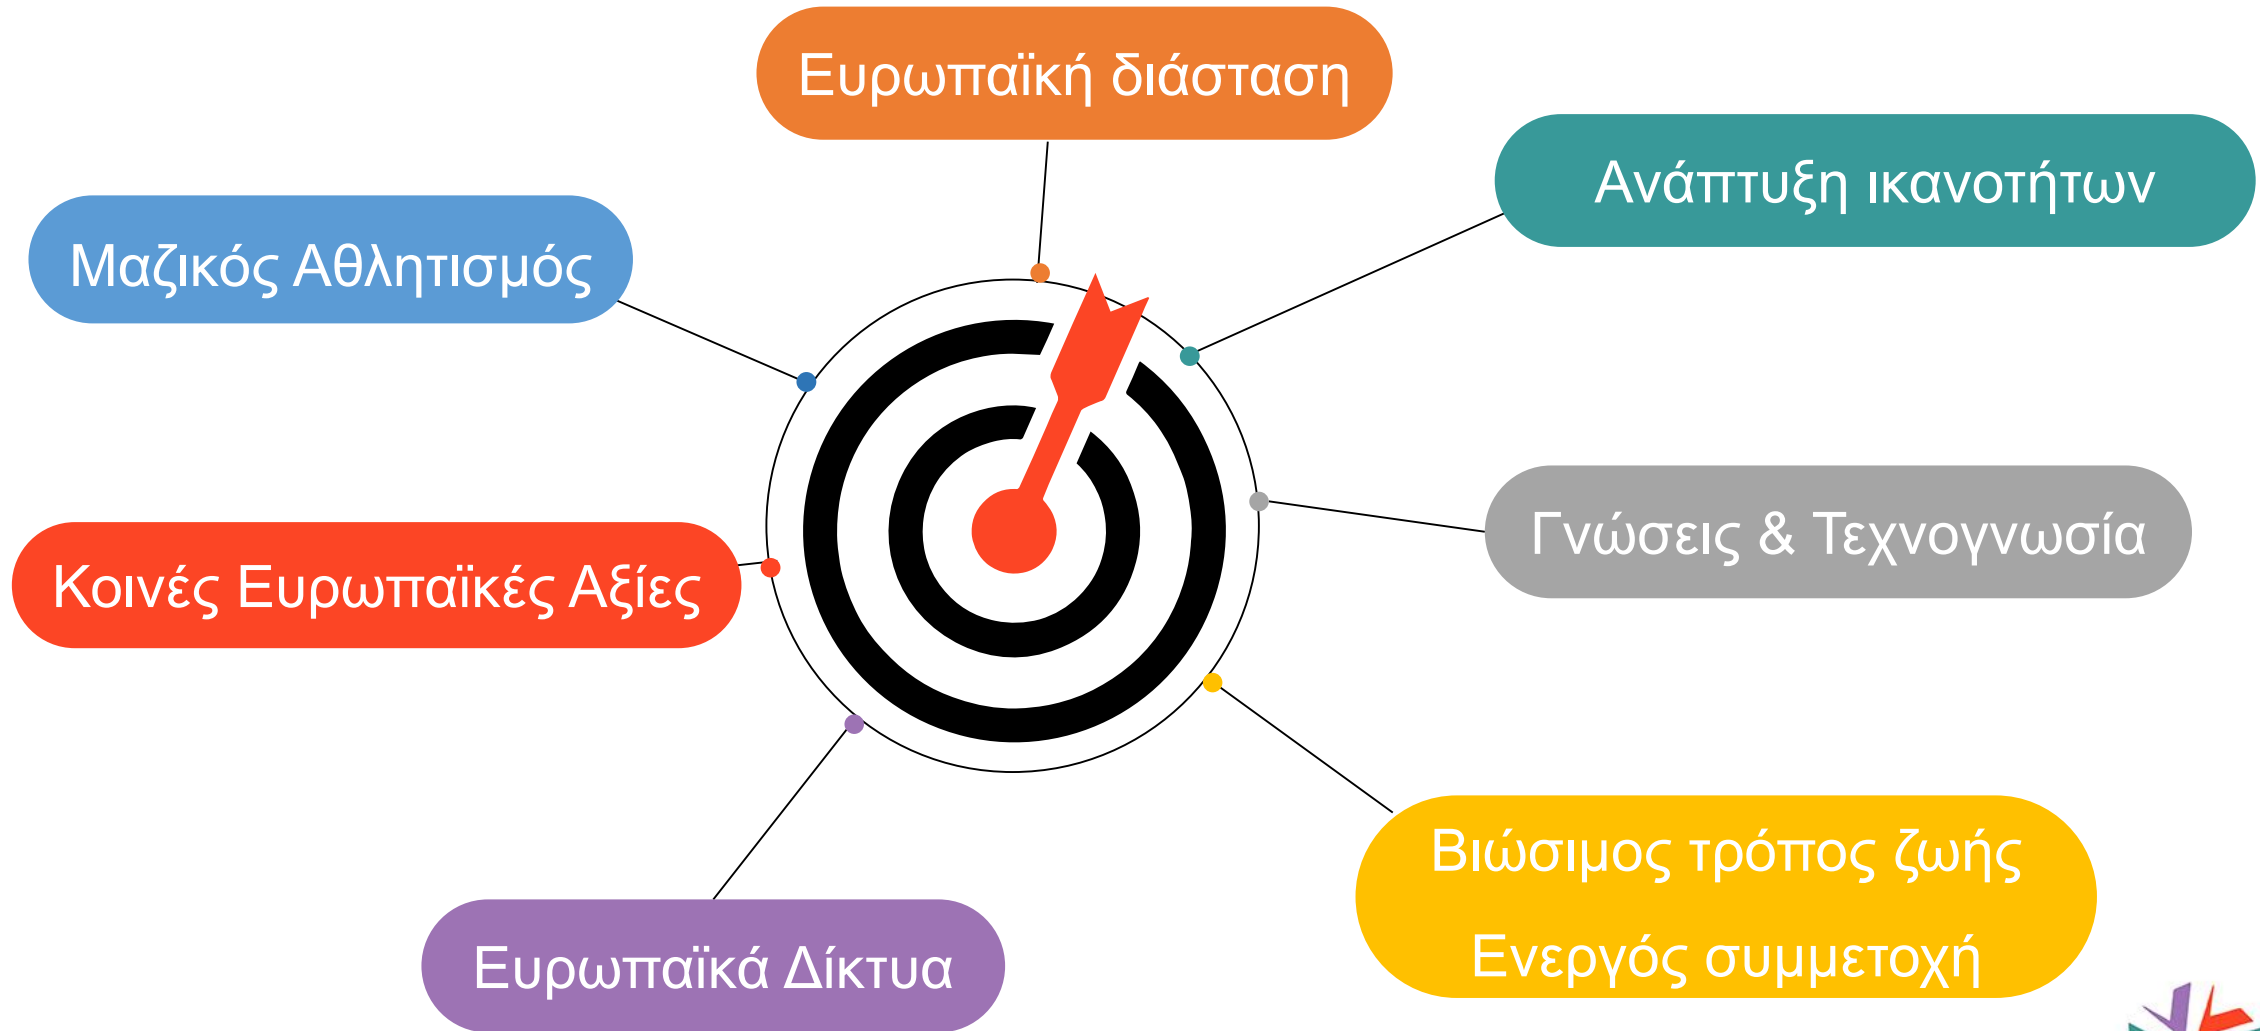 Ευρωπαϊκή διάσταση
Ανάπτυξη ικανοτήτων
Μαζικός Αθλητισμός
Γνώσεις & Τεχνογνωσία
Κοινές Ευρωπαϊκές Αξίες
Βιώσιμος τρόπος ζωής
Ενεργός συμμετοχή
Ευρωπαϊκά Δίκτυα